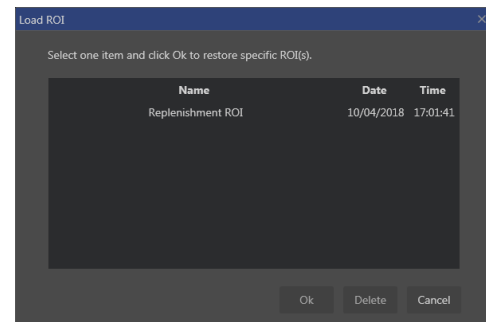 Load ROI
Select one item and click Ok to restore specific ROI(s).
Name Date Time
Replenishment ROI 10/04/2018 17:01:41
Ok Delete Cancel